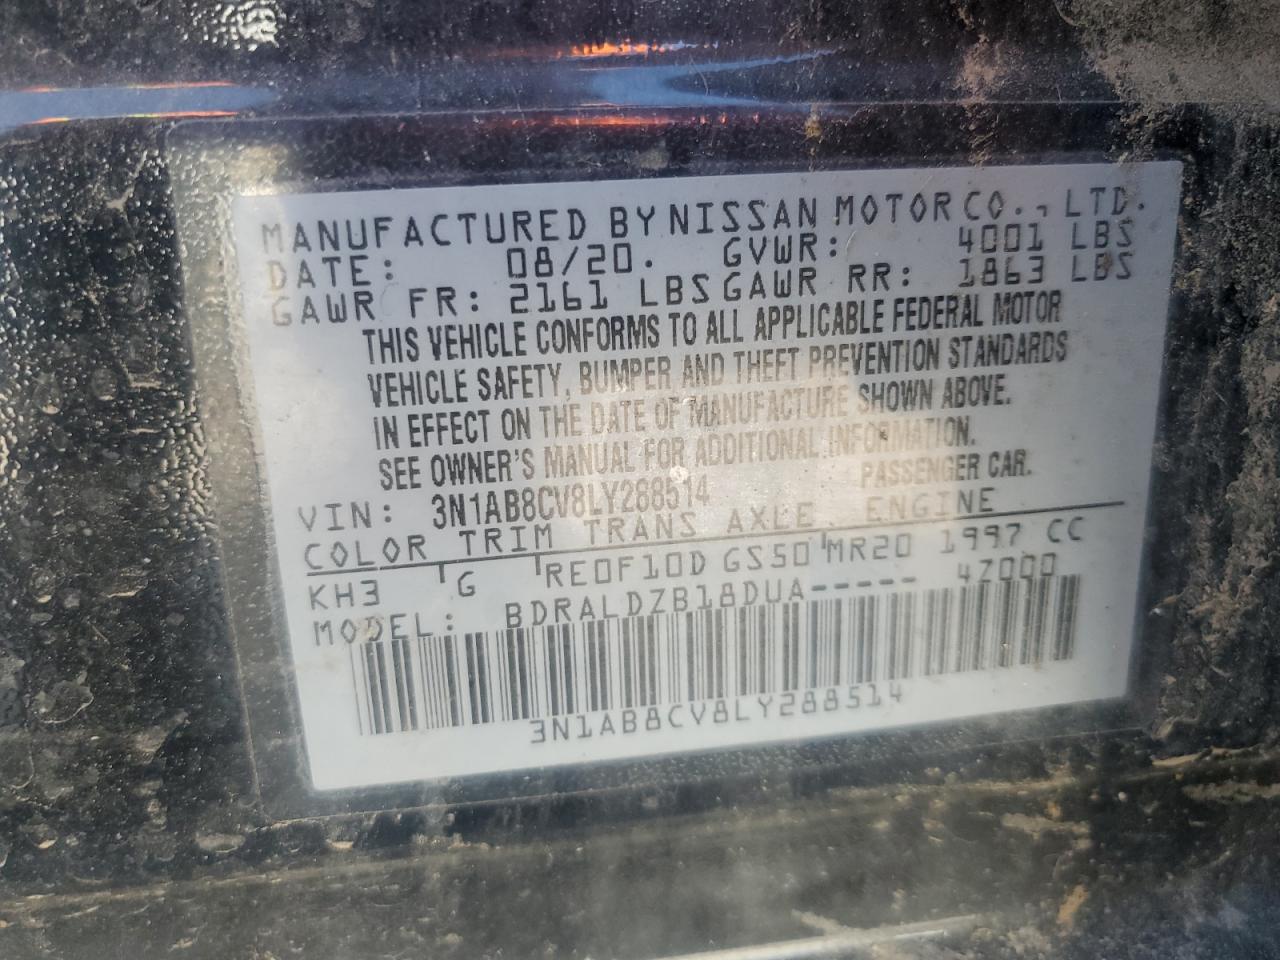 MANUFACTURED BY NISSAN MOTOR CO., LTD.
DATE: 08/20. GVWR: 4001 LBS
GAWR FR: 2161 LBS GAWR RR: 1863 LBS
THIS VEHICLE CONFORMS TO ALL APPLICABLE FEDERAL MOTOR
VEHICLE SAFETY, BUMPER, AND THEFT PREVENTION STANDARDS
IN EFFECT ON THE DATE OF MANUFACTURE SHOWN ABOVE.
SEE OWNER'S MANUAL FOR ADDITIONAL INFORMATION.
PASSENGER CAR.
VIN: 3N1AB8CV8LY288514
COLOR TRIM TRANS AXLE ENGINE
KH3 G RE0F10D GS50 MR20 1997 CC
MODEL: BDRALDZB18DUA----- 4Z000
3N1AB8CV8LY288514